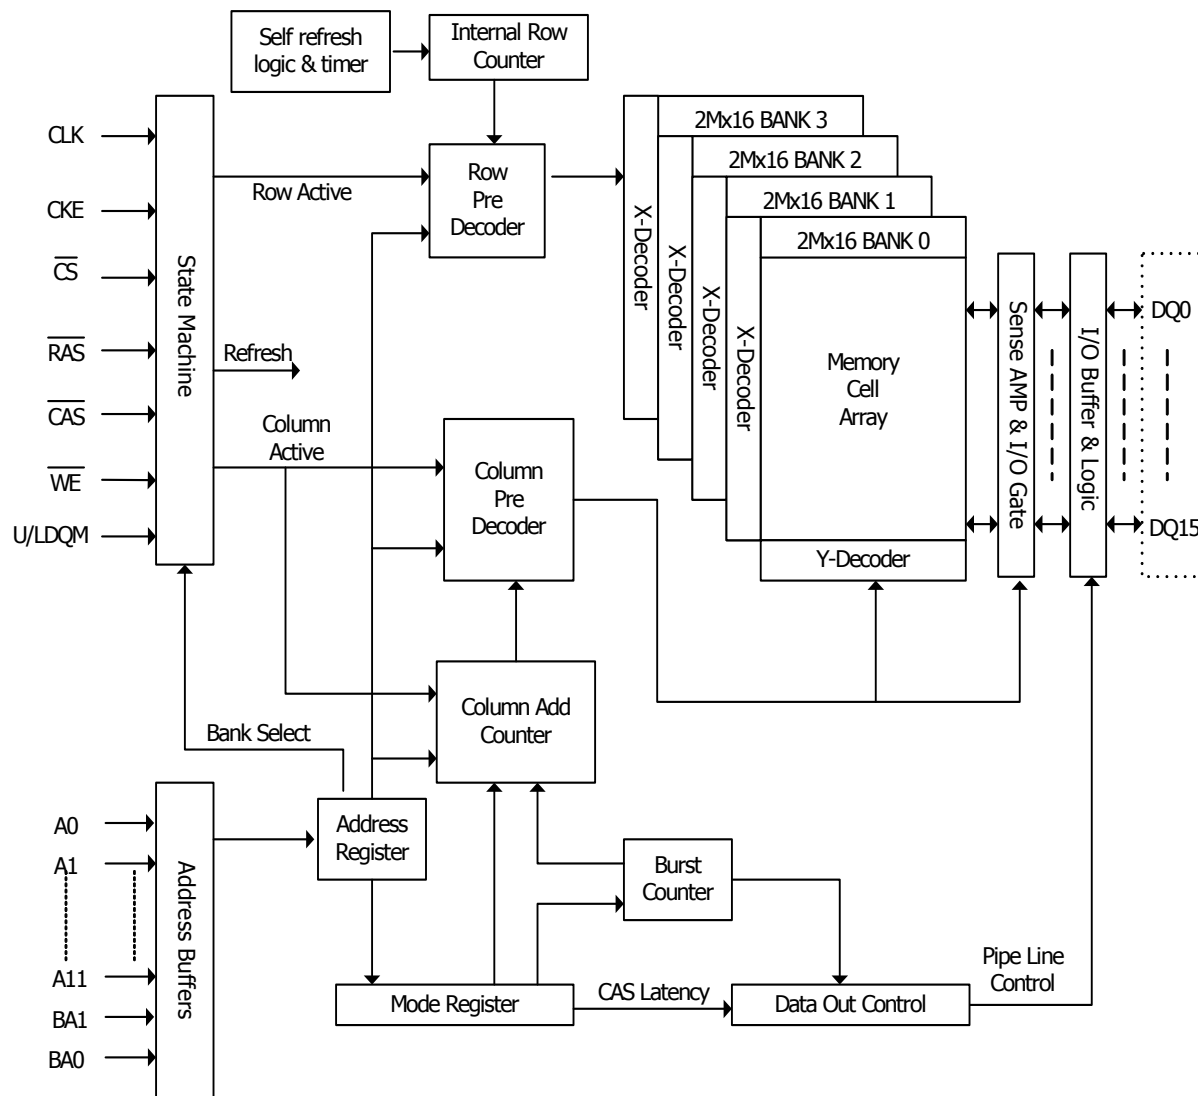 Self refresh
logic & timer
Internal Row
Counter
CLK
CKE
CS
RAS
CAS
WE
U/LDQM
State Machine
Row Active
Refresh
Column
Active
Row
Pre
Decoder
Column
Pre
Decoder
Column Add
Counter
2Mx16 BANK 3
2Mx16 BANK 2
2Mx16 BANK 1
2Mx16 BANK 0
X-Decoder
X-Decoder
X-Decoder
X-Decoder
Memory
Cell
Array
Y-Decoder
Sense AMP & I/O Gate
I/O Buffer & Logic
DQ0
DQ15
Bank Select
A0
A1
A11
BA1
BA0
Address Buffers
Address
Register
Burst
Counter
Mode Register
CAS Latency
Data Out Control
Pipe Line
Control